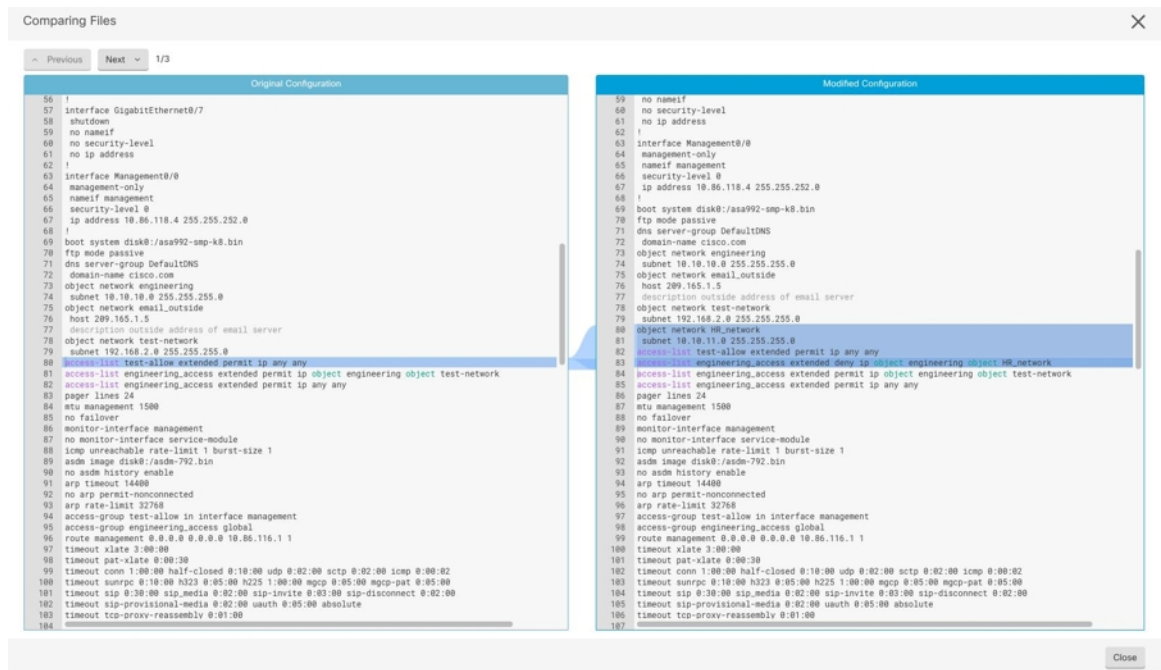 Comparing Files
Previous Next 1/3
Original Configuration
56 !
57 interface GigabitEthernet0/7
58 shutdown
59 no nameif
60 no security-level
61 no ip address
62 !
63 interface Management0/0
64 management-only
65 nameif management
66 security-level 0
67 ip address 10.86.118.4 255.255.252.0
68 !
69 boot system disk0:/asa992-smp-k8.bin
70 ftp mode passive
71 dns server-group DefaultDNS
72 domain-name cisco.com
73 object network engineering
74 subnet 10.10.10.0 255.255.255.0
75 object network email_outside
76 host 209.165.1.5
77 description outside address of email server
78 object network test-network
79 subnet 192.168.2.0 255.255.255.0
80 access-list test-allow extended permit ip any any
81 access-list engineering_access extended permit ip object engineering object test-network
82 access-list engineering_access extended permit ip any any
83 pager lines 24
84 mtu management 1500
85 no failover
86 monitor-interface management
87 no monitor-interface service-module
88 icmp unreachable rate-limit 1 burst-size 1
89 asdm image disk0:/asdm-792.bin
90 no asdm history enable
91 arp timeout 14400
92 no arp permit-nonconnected
93 arp rate-limit 32768
94 access-group test-allow in interface management
95 access-group engineering_access global
96 route management 0.0.0.0 0.0.0.0 10.86.116.1 1
97 timeout xlate 3:00:00
98 timeout pat-xlate 0:00:30
99 timeout conn 1:00:00 half-closed 0:10:00 udp 0:02:00 sctp 0:02:00 icmp 0:00:02
100 timeout sunrpc 0:10:00 h323 0:05:00 h225 1:00:00 mgcp 0:05:00 mgcp-pat 0:05:00
101 timeout sip 0:30:00 sip_media 0:02:00 sip-invite 0:03:00 sip-disconnect 0:02:00
102 timeout sip-provisional-media 0:02:00 uauth 0:05:00 absolute
103 timeout tcp-proxy-reassembly 0:01:00
104
Modified Configuration
59 no nameif
60 no security-level
61 no ip address
62 !
63 interface Management0/0
64 management-only
65 nameif management
66 security-level 0
67 ip address 10.86.118.4 255.255.252.0
68 !
69 boot system disk0:/asa992-smp-k8.bin
70 ftp mode passive
71 dns server-group DefaultDNS
72 domain-name cisco.com
73 object network engineering
74 subnet 10.10.10.0 255.255.255.0
75 object network email_outside
76 host 209.165.1.5
77 description outside address of email server
78 object network test-network
79 subnet 192.168.2.0 255.255.255.0
80 object network HR_network
81 subnet 10.10.11.0 255.255.255.0
82 access-list test-allow extended permit ip any any
83 access-list engineering_access extended deny ip object engineering object HR_network
84 access-list engineering_access extended permit ip object engineering object test-network
85 access-list engineering_access extended permit ip any any
86 pager lines 24
87 mtu management 1500
88 no failover
89 monitor-interface management
90 no monitor-interface service-module
91 icmp unreachable rate-limit 1 burst-size 1
92 asdm image disk0:/asdm-792.bin
93 no asdm history enable
94 arp timeout 14400
95 no arp permit-nonconnected
96 arp rate-limit 32768
97 access-group test-allow in interface management
98 access-group engineering_access global
99 route management 0.0.0.0 0.0.0.0 10.86.116.1 1
100 timeout xlate 3:00:00
101 timeout pat-xlate 0:00:30
102 timeout conn 1:00:00 half-closed 0:10:00 udp 0:02:00 sctp 0:02:00 icmp 0:00:02
103 timeout sunrpc 0:10:00 h323 0:05:00 h225 1:00:00 mgcp 0:05:00 mgcp-pat 0:05:00
104 timeout sip 0:30:00 sip_media 0:02:00 sip-invite 0:03:00 sip-disconnect 0:02:00
105 timeout sip-provisional-media 0:02:00 uauth 0:05:00 absolute
106 timeout tcp-proxy-reassembly 0:01:00
107
Close